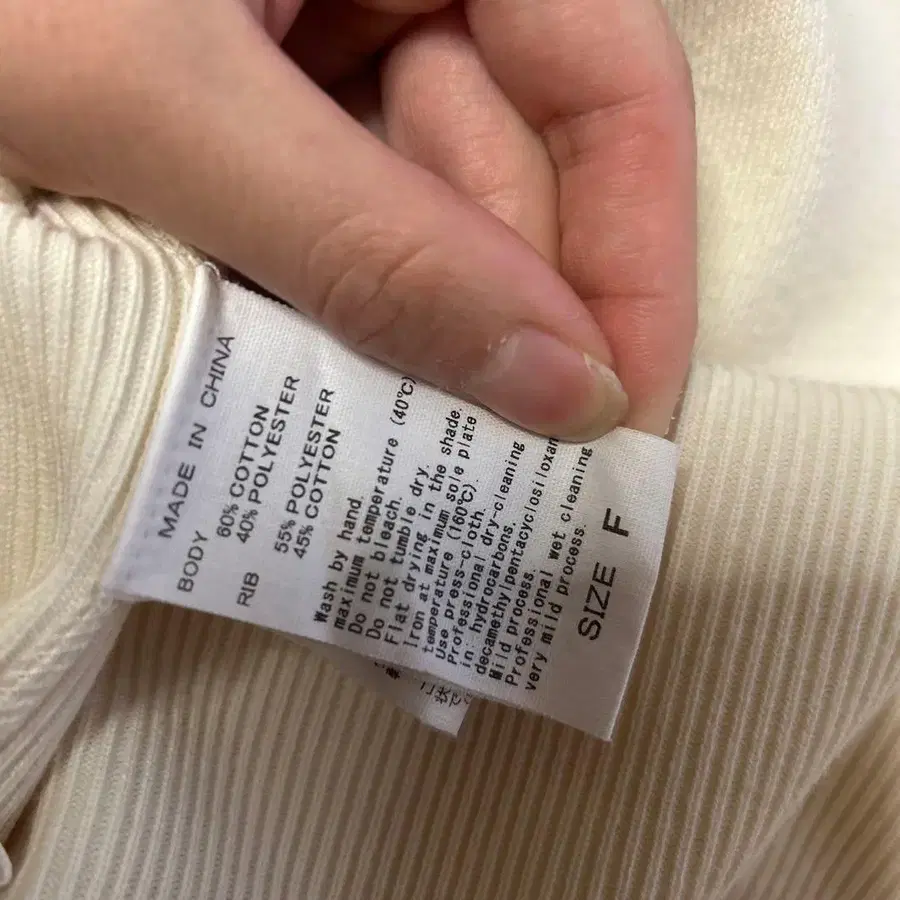 MADE IN CHINA
BODY
60% COTTON
40% POLYESTER
RIB
55% POLYESTER
45% COTTON
Wash by hand
maximum temperature (40℃)
Do not bleach.
Do not tumble dry.
Flat drying in the shade.
Iron at maximum sole plate
temperature (160℃).
Use press-cloth.
Professional dry-cleaning
in: hydrocarbons,
decamethylpentacyclosiloxan
Mild process.
Professional wet cleaning
very mild process.
SIZE F